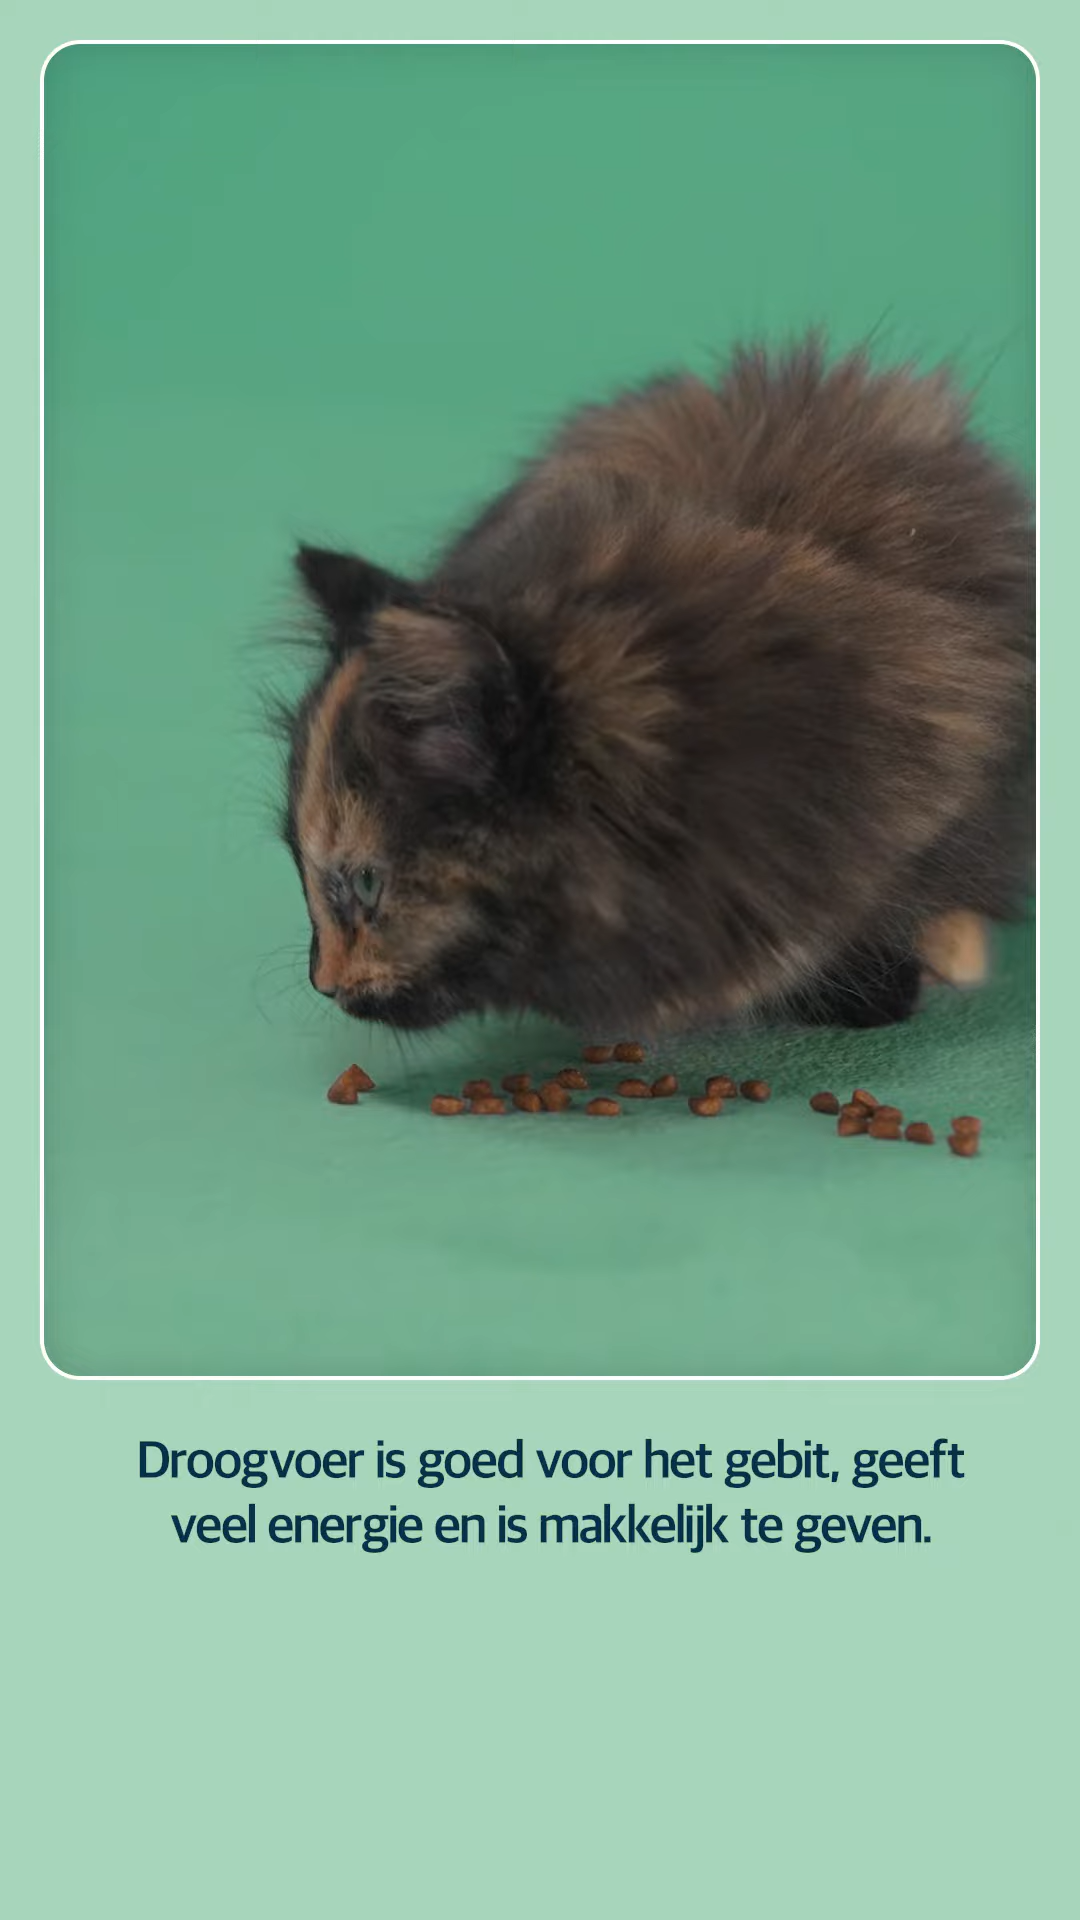 Droogvoer is goed voor het gebit, geeft
veel energie en is makkelijk te geven.